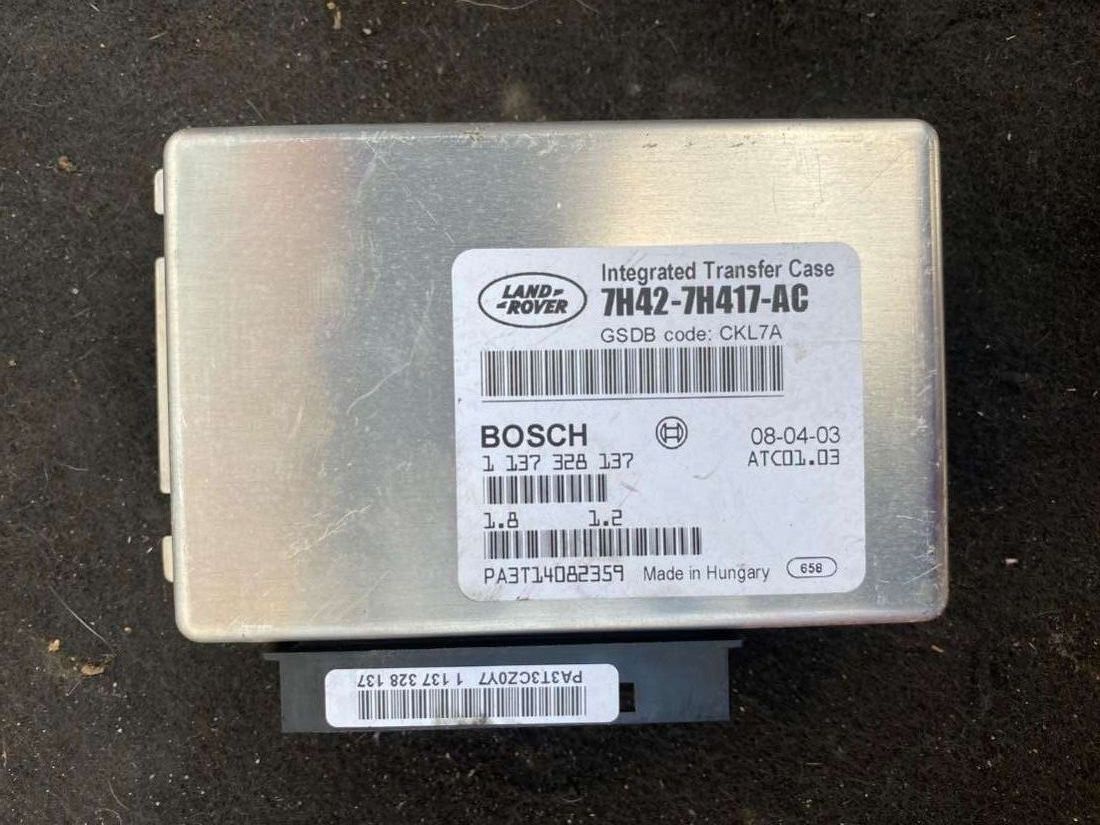 Integrated Transfer Case
LAND
ROVER
7H42-7H417-AC
GSDB code: CKL7A
BOSCH
08-04-03
1 137 328 137
ATC01.03
1.8 1.2
PA3T14082359 Made in Hungary 658
PA3T3CZ0Y7 1 137 328 137